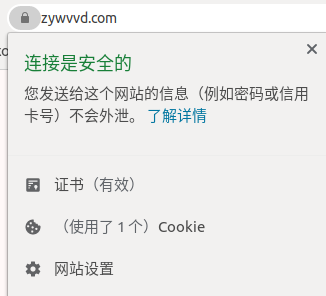 zywvvd.com
连接是安全的
您发送给这个网站的信息（例如密码或信用
卡号）不会外泄。 了解详情
证书（有效）
（使用了 1 个）Cookie
网站设置